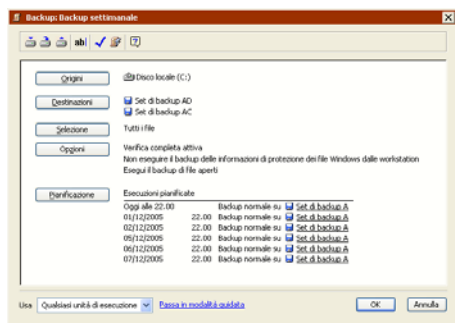 Backup: Backup settimanale
ab|
Origini
Disco locale (C:)
Destinazioni
Set di backup AD
Set di backup AC
Selezione
Tutti i file
Opzioni
Verifica completa attiva
Non eseguire il backup delle informazioni di protezione dei file Windows dalle workstation
Esegui il backup di file aperti
Pianificazione
Esecuzioni pianificate
Oggi alle 22.00 Backup normale su Set di backup A
01/12/2005 22.00 Backup normale su Set di backup A
02/12/2005 22.00 Backup normale su Set di backup A
05/12/2005 22.00 Backup normale su Set di backup A
06/12/2005 22.00 Backup normale su Set di backup A
07/12/2005 22.00 Backup normale su Set di backup A
Usa Qualsiasi unità di esecuzione Passa in modalità guidata OK Annulla